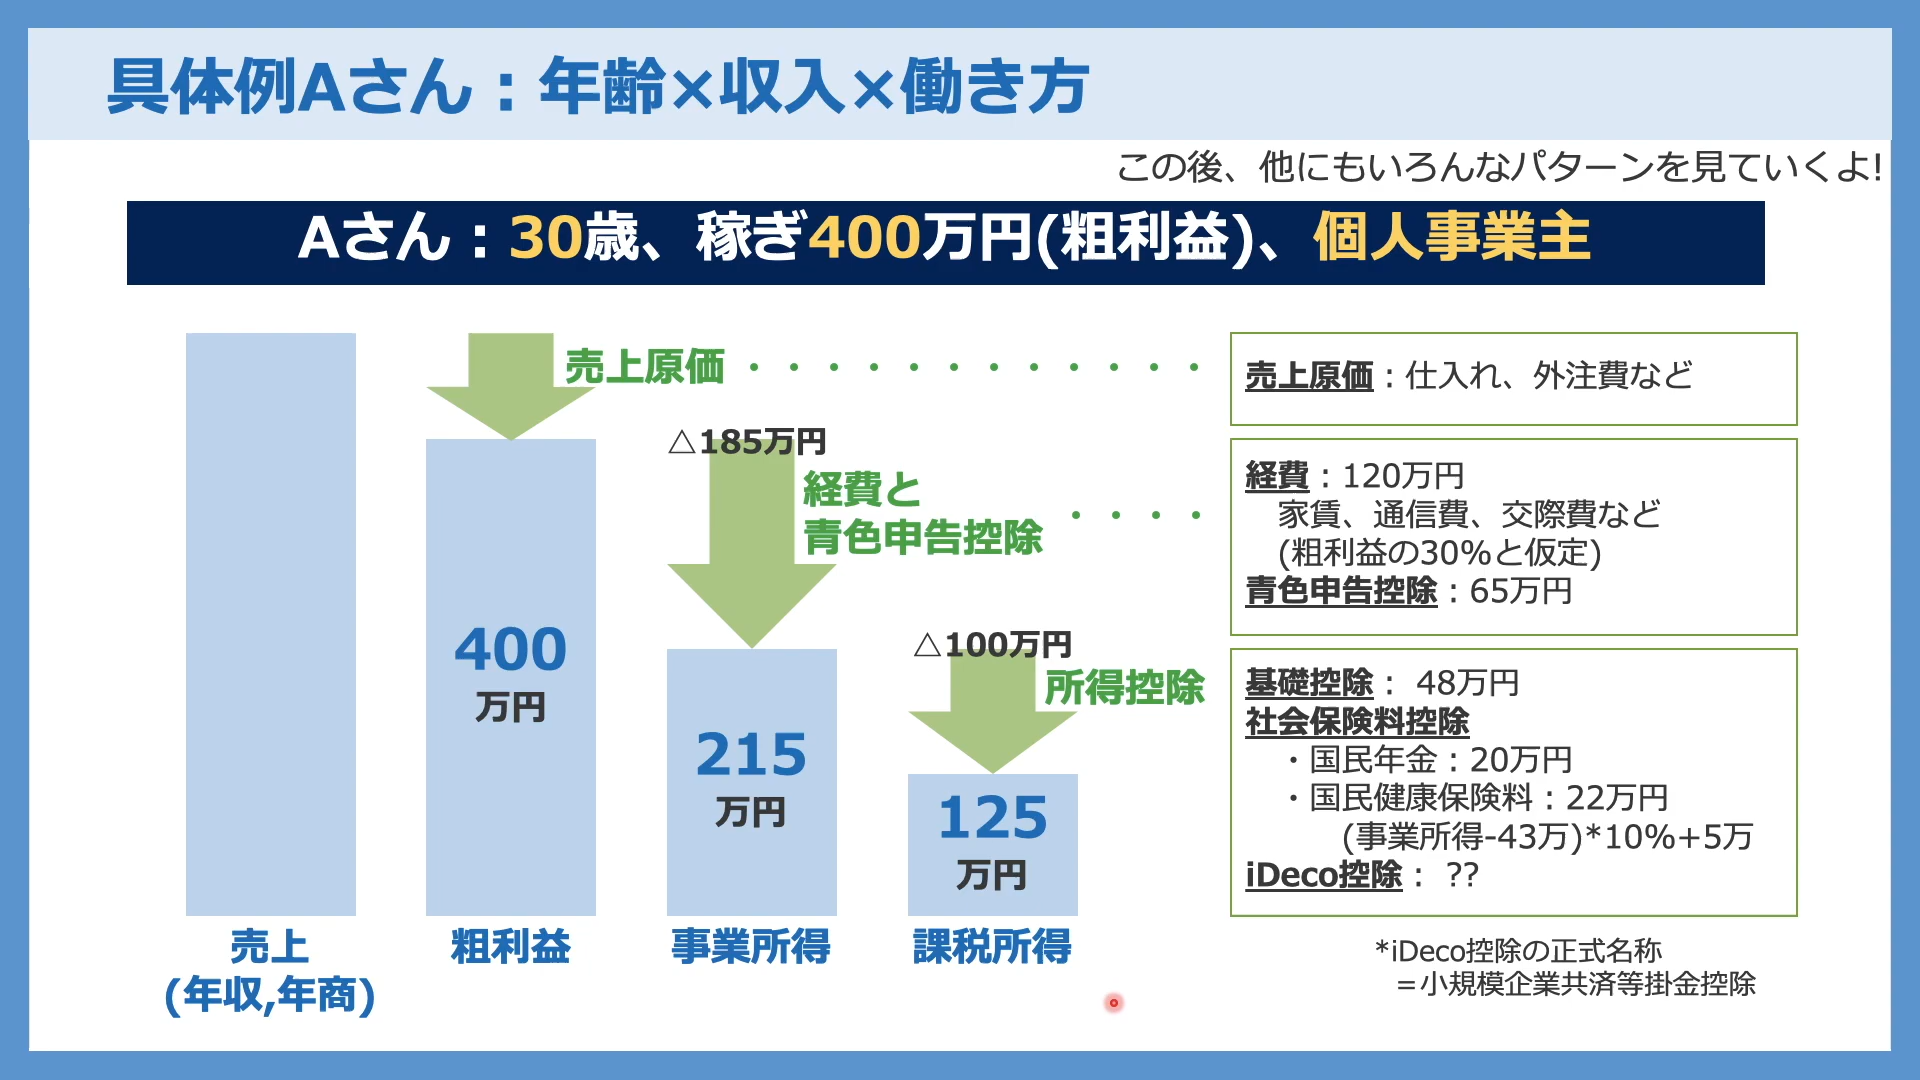 具体例Aさん：年齢×収入×働き方
この後、他にもいろんなパターンを見ていくよ!
Aさん：30歳、稼ぎ400万円(粗利益)、個人事業主
売上原価
売上原価：仕入れ、外注費など
△185万円
経費と
青色申告控除
経費：120万円
家賃、通信費、交際費など
(粗利益の30%と仮定)
青色申告控除：65万円
△100万円
所得控除
基礎控除： 48万円
社会保険料控除
・国民年金：20万円
・国民健康保険料：22万円
(事業所得-43万)*10%+5万
iDeco控除： ??
400
万円
215
万円
125
万円
売上
(年収,年商)
粗利益
事業所得
課税所得
*iDeco控除の正式名称
＝小規模企業共済等掛金控除